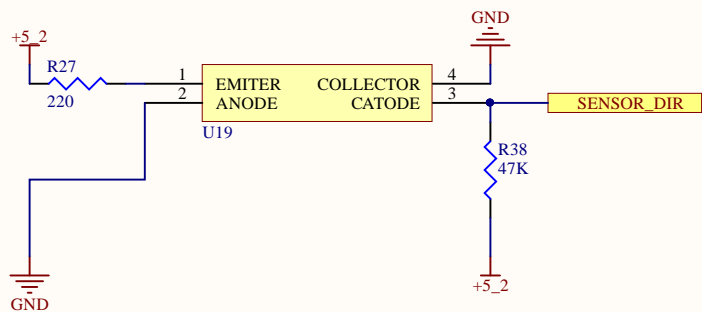 GND
+5_2
R27
220
1
2
EMITER
ANODE
COLLECTOR
CATODE
4
3
U19
SENSOR_DIR
R38
47K
+5_2
GND